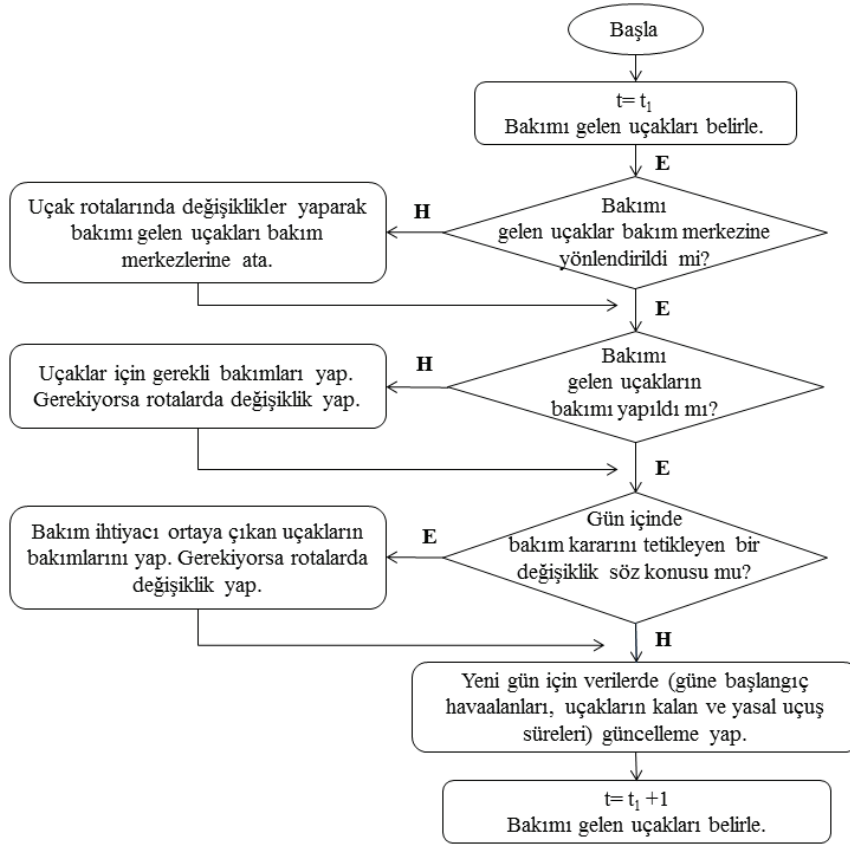 Başla
t= t₁
Bakımı gelen uçakları belirle.
E
Bakımı
gelen uçaklar bakım merkezine
yönlendirildi mi?
H
Uçak rotalarında değişiklikler yaparak
bakımı gelen uçakları bakım
merkezlerine ata.
E
Bakımı
gelen uçakların
bakımı yapıldı mı?
H
Uçaklar için gerekli bakımları yap.
Gerekiyorsa rotalarda değişiklik yap.
E
Gün içinde
bakım kararını tetikleyen bir
değişiklik söz konusu mu?
E
Bakım ihtiyacı ortaya çıkan uçakların
bakımlarını yap. Gerekiyorsa rotalarda
değişiklik yap.
H
Yeni gün için verilerde (güne başlangıç
havaalanları, uçakların kalan ve yasal uçuş
süreleri) güncelleme yap.
t= t₁ +1
Bakımı gelen uçakları belirle.